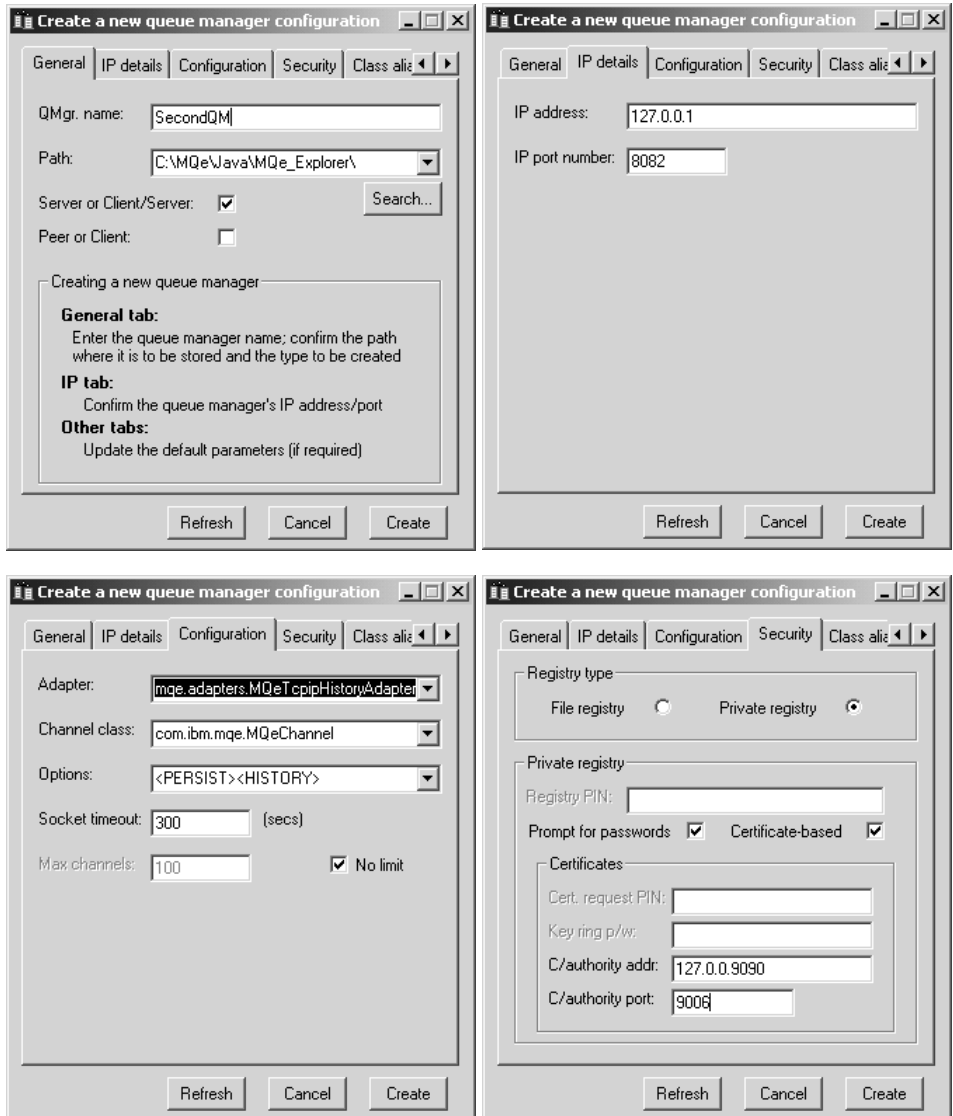 Create a new queue manager configuration
General IP details Configuration Security Class alia
QMgr. name: SecondQM
Path: C:\MQe\Java\MQe_Explorer\
Server or Client/Server: Search...
Peer or Client:
Creating a new queue manager
General tab:
Enter the queue manager name; confirm the path
where it is to be stored and the type to be created
IP tab:
Confirm the queue manager's IP address/port
Other tabs:
Update the default parameters (if required)
Refresh Cancel Create
Create a new queue manager configuration
General IP details Configuration Security Class alia
IP address: 127.0.0.1
IP port number: 8082
Refresh Cancel Create
Create a new queue manager configuration
General IP details Configuration Security Class alia
Adapter: mqe.adapters.MQeTcpipHistoryAdapter
Channel class: com.ibm.mqe.MQeChannel
Options: <PERSIST><HISTORY>
Socket timeout: 300 (secs)
Max channels: 100 No limit
Refresh Cancel Create
Create a new queue manager configuration
General IP details Configuration Security Class alia
Registry type
File registry Private registry
Private registry
Registry PIN:
Prompt for passwords Certificate-based
Certificates
Cert. request PIN:
Key ring p/w:
C/authority addr: 127.0.0.9090
C/authority port: 9006
Refresh Cancel Create